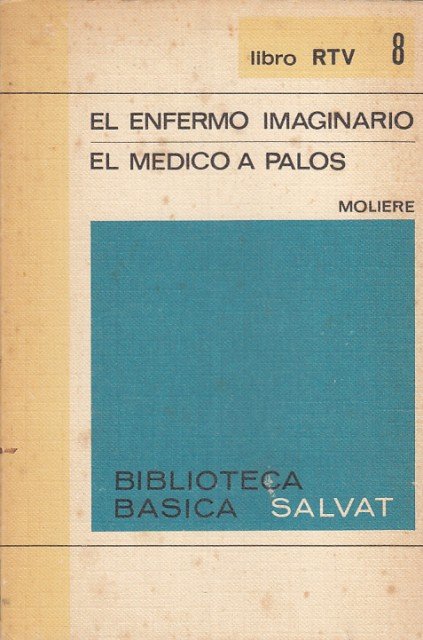 libro RTV 8
EL ENFERMO IMAGINARIO
EL MEDICO A PALOS
MOLIERE
BIBLIOTECA
BASICA SALVAT